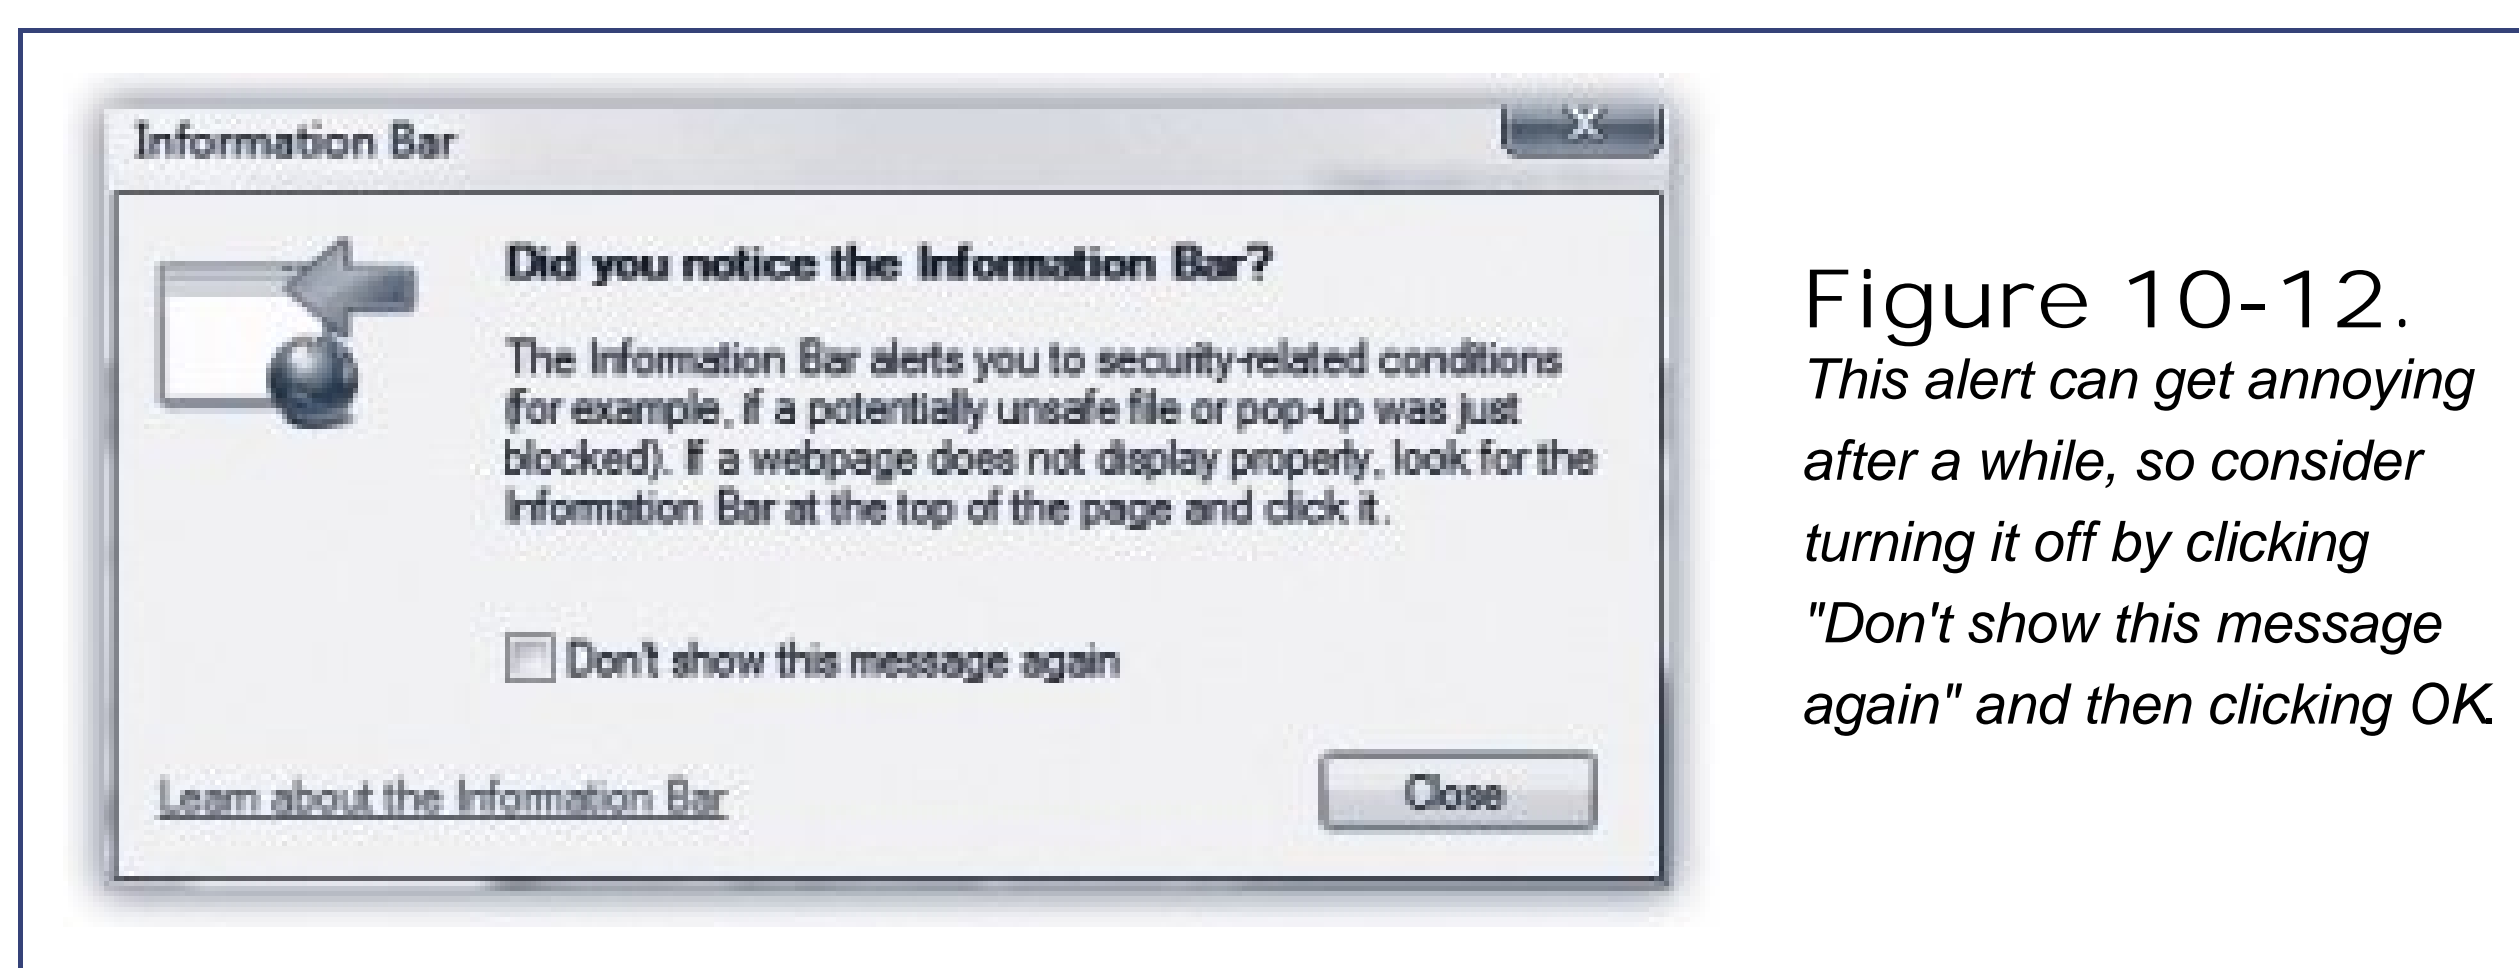 Information Bar
X
Did you notice the Information Bar?
The Information Bar alerts you to security-related conditions
(for example, if a potentially unsafe file or pop-up was just
blocked). If a webpage does not display properly, look for the
Information Bar at the top of the page and click it.
Don't show this message again
Learn about the Information Bar
Close
Figure 10-12.
This alert can get annoying
after a while, so consider
turning it off by clicking
"Don't show this message
again" and then clicking OK.